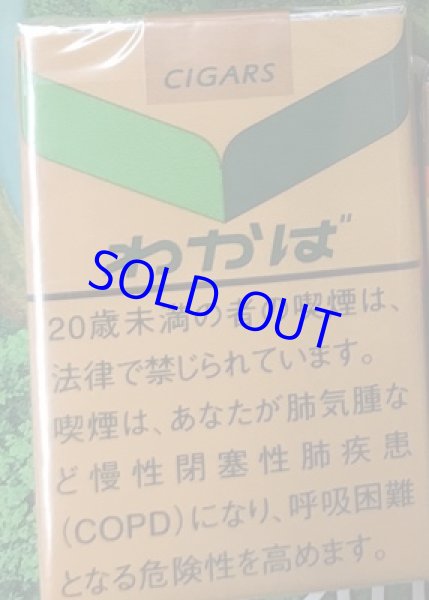 CIGARS
わかば
SOLD OUT
20歳未満の者の喫煙は、
法律で禁じられています。
喫煙は、あなたが肺気腫な
ど慢性閉塞性肺疾患
(COPD)になり、呼吸困難
となる危険性を高めます。